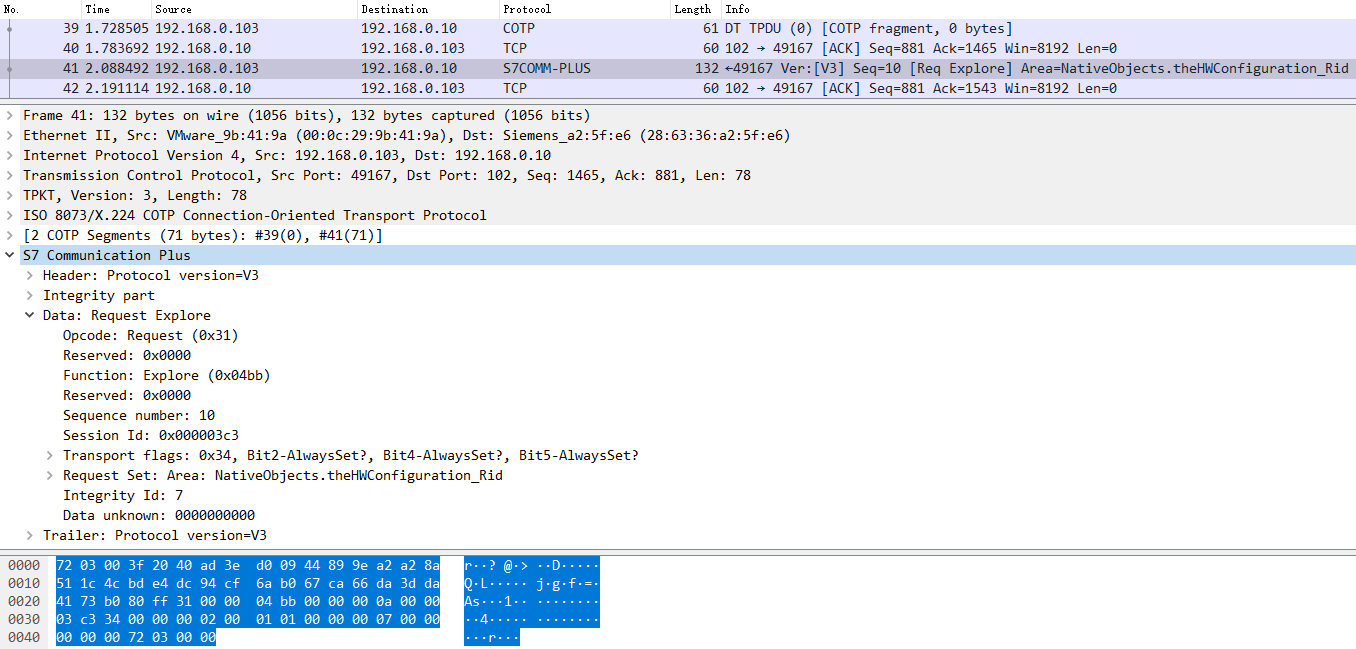 No. Time Source Destination Protocol Length Info
39 1.728505 192.168.0.103 192.168.0.10 COTP 61 DT TPDU (0) [COTP fragment, 0 bytes]
40 1.783692 192.168.0.10 192.168.0.103 TCP 60 102 → 49167 [ACK] Seq=881 Ack=1465 Win=8192 Len=0
41 2.088492 192.168.0.103 192.168.0.10 S7COMM-PLUS 132 ←49167 Ver:[V3] Seq=10 [Req Explore] Area=NativeObjects.theHWConfiguration_Rid
42 2.191114 192.168.0.10 192.168.0.103 TCP 60 102 → 49167 [ACK] Seq=881 Ack=1543 Win=8192 Len=0
Frame 41: 132 bytes on wire (1056 bits), 132 bytes captured (1056 bits)
Ethernet II, Src: VMware_9b:41:9a (00:0c:29:9b:41:9a), Dst: Siemens_a2:5f:e6 (28:63:36:a2:5f:e6)
Internet Protocol Version 4, Src: 192.168.0.103, Dst: 192.168.0.10
Transmission Control Protocol, Src Port: 49167, Dst Port: 102, Seq: 1465, Ack: 881, Len: 78
TPKT, Version: 3, Length: 78
ISO 8073/X.224 COTP Connection-Oriented Transport Protocol
[2 COTP Segments (71 bytes): #39(0), #41(71)]
S7 Communication Plus
Header: Protocol version=V3
Integrity part
Data: Request Explore
Opcode: Request (0x31)
Reserved: 0x0000
Function: Explore (0x04bb)
Reserved: 0x0000
Sequence number: 10
Session Id: 0x000003c3
Transport flags: 0x34, Bit2-AlwaysSet?, Bit4-AlwaysSet?, Bit5-AlwaysSet?
Request Set: Area: NativeObjects.theHWConfiguration_Rid
Integrity Id: 7
Data unknown: 0000000000
Trailer: Protocol version=V3
0000 72 03 00 3f 20 40 ad 3e d0 09 44 89 9e a2 a2 8a r··? @·> ··D·····
0010 51 1c 4c bd e4 dc 94 cf 6a b0 67 ca 66 da 3d da Q·L····· j·g·f·=·
0020 41 73 b0 80 ff 31 00 00 04 bb 00 00 00 0a 00 00 As···1·· ········
0030 03 c3 34 00 00 00 02 00 01 01 00 00 00 07 00 00 ··4····· ········
0040 00 00 00 72 03 00 00 ···r···